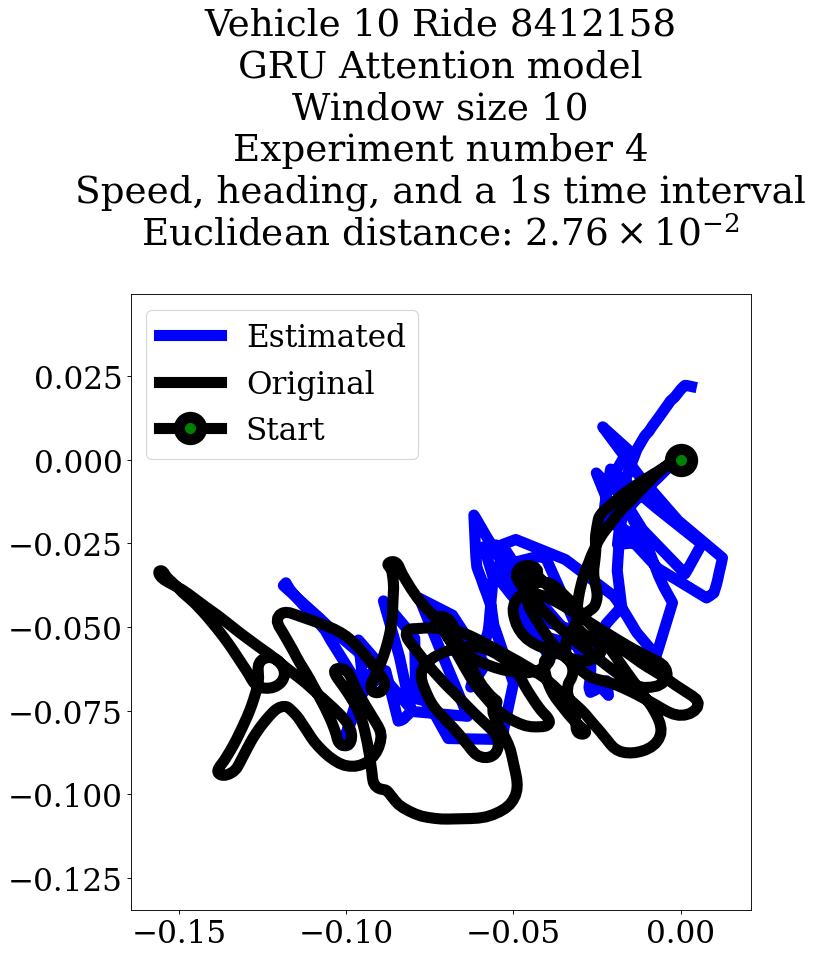 Vehicle 10 Ride 8412158
GRU Attention model
Window size 10
Experiment number 4
Speed, heading, and a 1s time interval
Euclidean distance: 2.76 × 10⁻²
Estimated
Original
Start
0.025
0.000
−0.025
−0.050
−0.075
−0.100
−0.125
−0.15 −0.10 −0.05 0.00